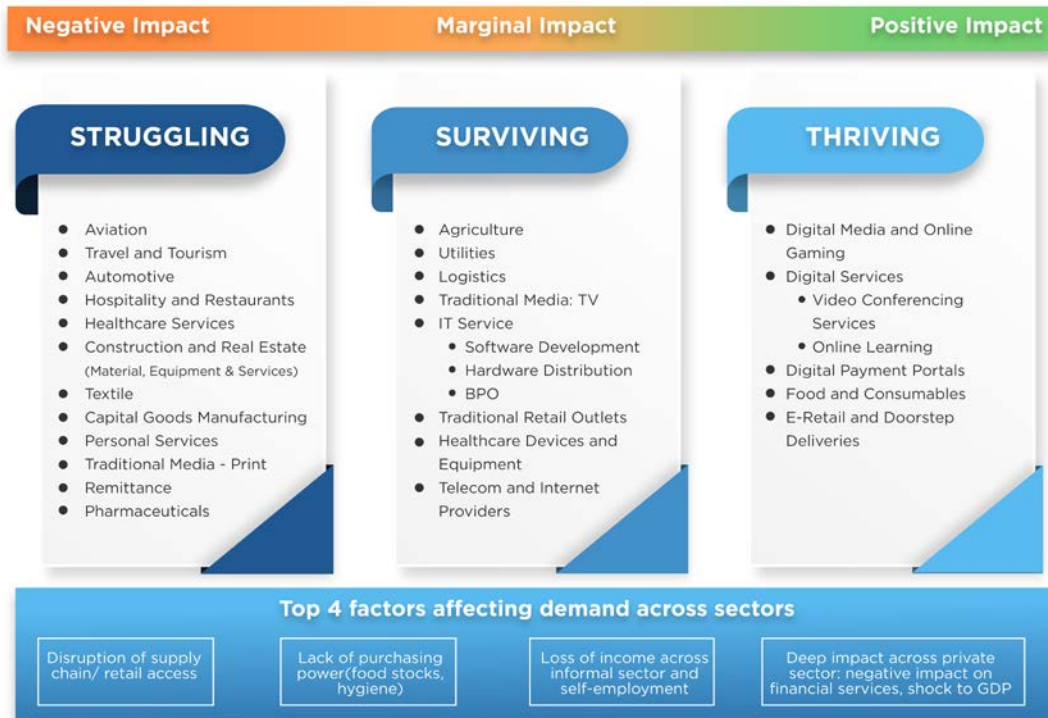 Negative Impact
Marginal Impact
Positive Impact
STRUGGLING
Aviation
Travel and Tourism
Automotive
Hospitality and Restaurants
Healthcare Services
Construction and Real Estate
(Material, Equipment & Services)
Textile
Capital Goods Manufacturing
Personal Services
Traditional Media - Print
Remittance
Pharmaceuticals
SURVIVING
Agriculture
Utilities
Logistics
Traditional Media: TV
IT Service
Software Development
Hardware Distribution
BPO
Traditional Retail Outlets
Healthcare Devices and
Equipment
Telecom and Internet
Providers
THRIVING
Digital Media and Online
Gaming
Digital Services
Video Conferencing
Services
Online Learning
Digital Payment Portals
Food and Consumables
E-Retail and Doorstep
Deliveries
Top 4 factors affecting demand across sectors
Disruption of supply
chain/ retail access
Lack of purchasing
power(food stocks,
hygiene)
Loss of income across
informal sector and
self-employment
Deep impact across private
sector: negative impact on
financial services, shock to GDP